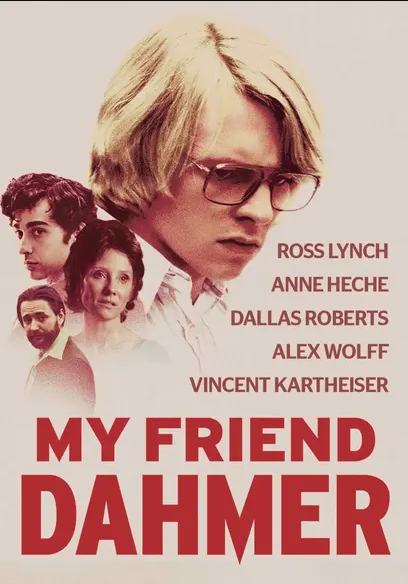 ROSS LYNCH
ANNE HECHE
DALLAS ROBERTS
ALEX WOLFF
VINCENT KARTHEISER
MY FRIEND
DAHMER